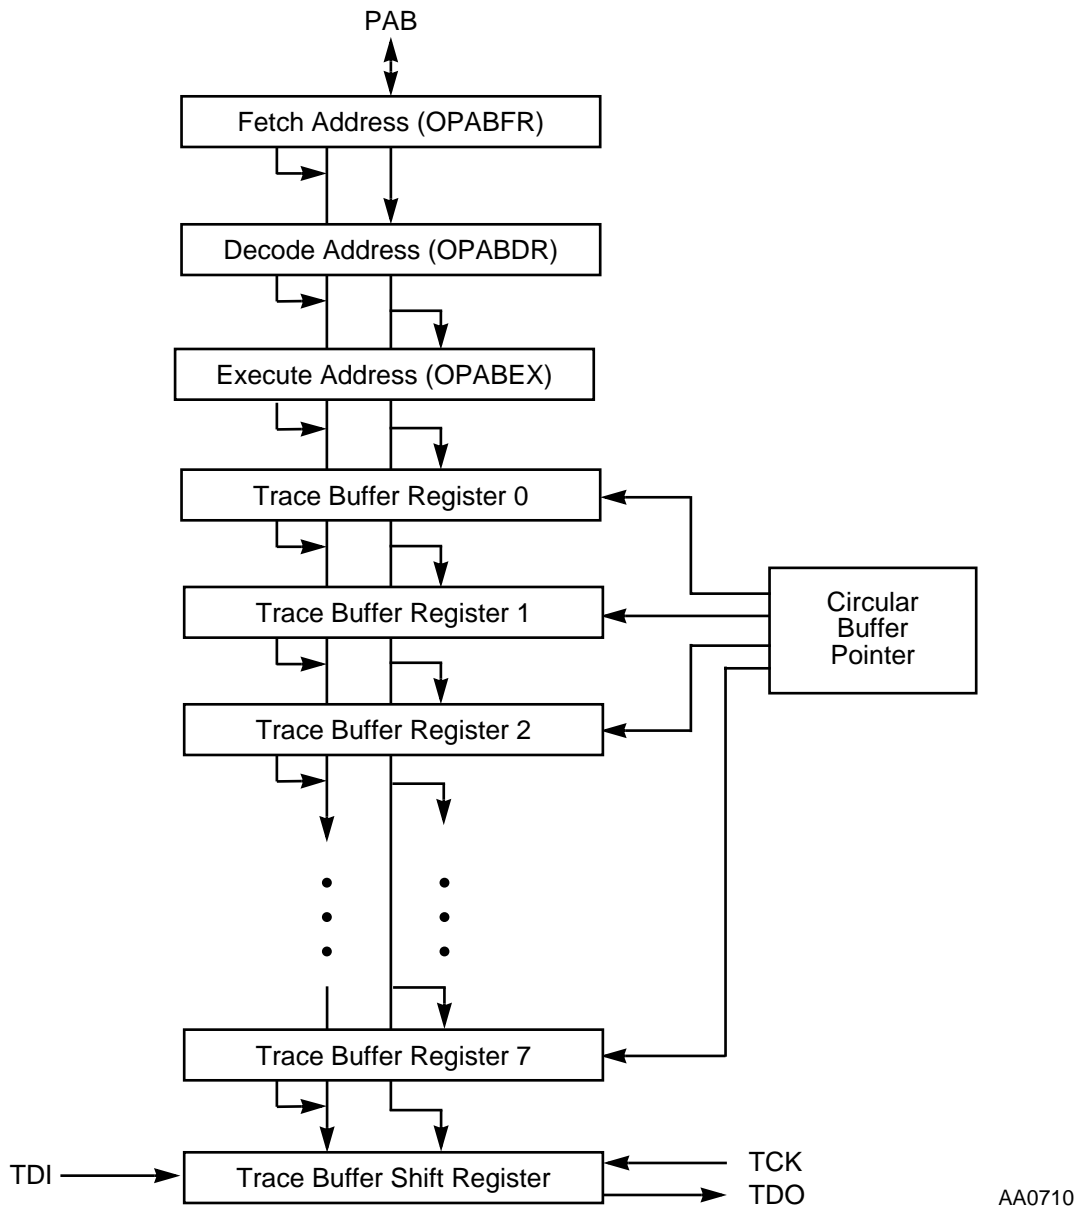 PAB
Fetch Address (OPABFR)
Decode Address (OPABDR)
Execute Address (OPABEX)
Trace Buffer Register 0
Circular
Buffer
Pointer
Trace Buffer Register 1
Trace Buffer Register 2
Trace Buffer Register 7
TDI
Trace Buffer Shift Register
TCK
TDO
AA0710